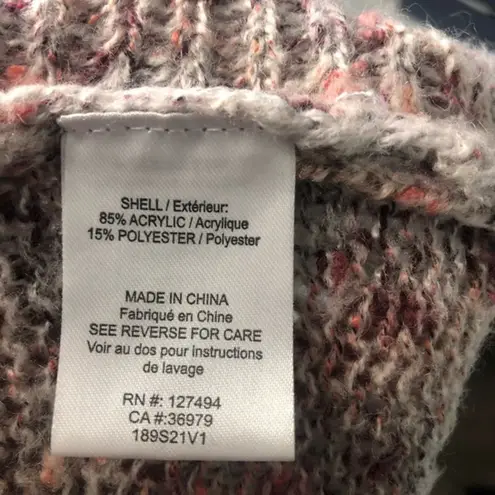 SHELL / Extérieur:
85% ACRYLIC / Acrylique
15% POLYESTER / Polyester
MADE IN CHINA
Fabriqué en Chine
SEE REVERSE FOR CARE
Voir au dos pour instructions
de lavage
RN #: 127494
CA #:36979
189S21V1